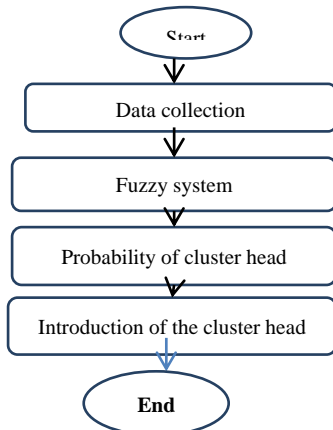 Start
Data collection
Fuzzy system
Probability of cluster head
Introduction of the cluster head
End